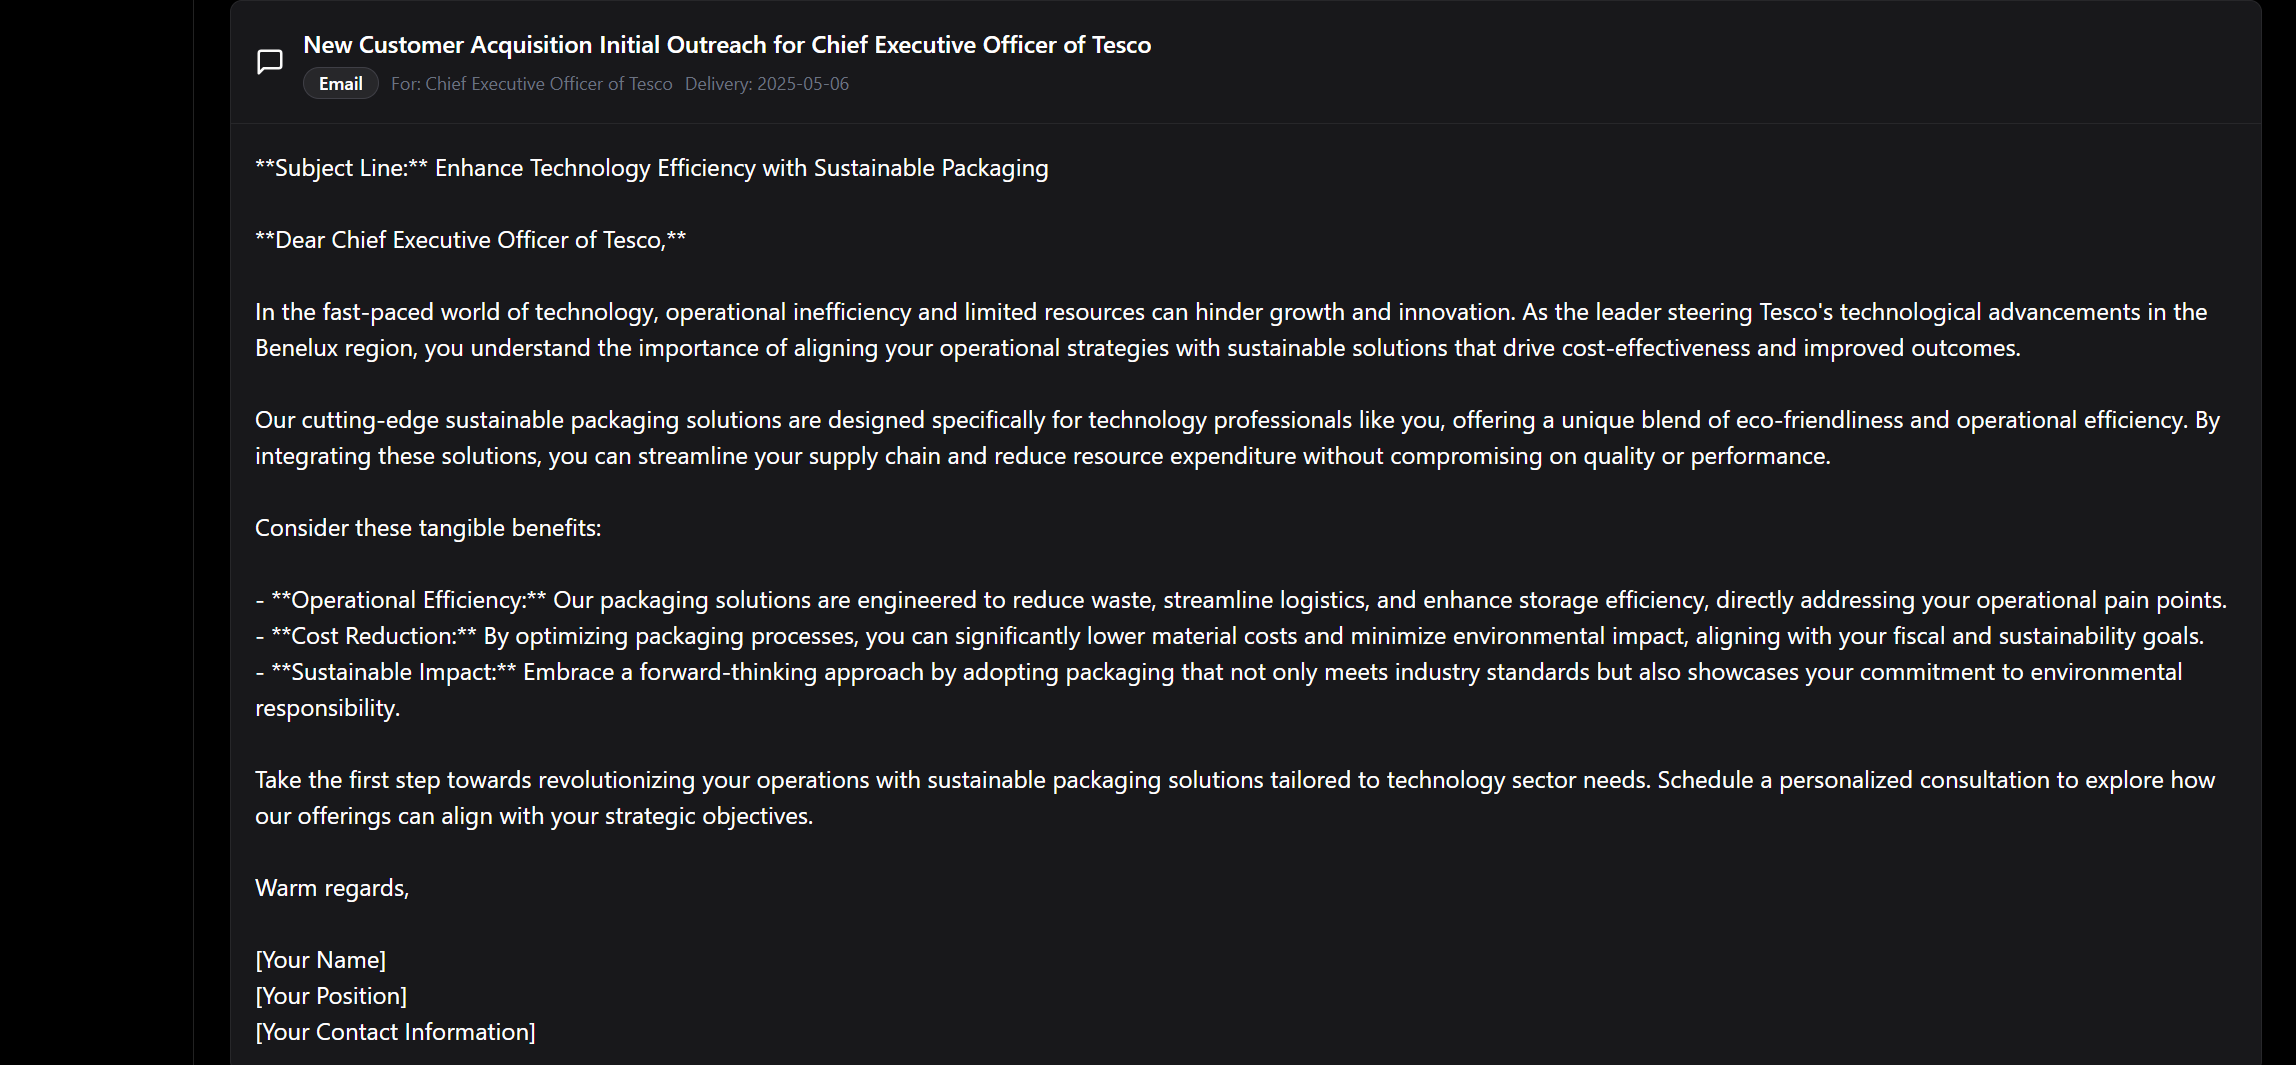 New Customer Acquisition Initial Outreach for Chief Executive Officer of Tesco
Email For: Chief Executive Officer of Tesco Delivery: 2025-05-06
**Subject Line:** Enhance Technology Efficiency with Sustainable Packaging
**Dear Chief Executive Officer of Tesco,**
In the fast-paced world of technology, operational inefficiency and limited resources can hinder growth and innovation. As the leader steering Tesco's technological advancements in the
Benelux region, you understand the importance of aligning your operational strategies with sustainable solutions that drive cost-effectiveness and improved outcomes.
Our cutting-edge sustainable packaging solutions are designed specifically for technology professionals like you, offering a unique blend of eco-friendliness and operational efficiency. By
integrating these solutions, you can streamline your supply chain and reduce resource expenditure without compromising on quality or performance.
Consider these tangible benefits:
- **Operational Efficiency:** Our packaging solutions are engineered to reduce waste, streamline logistics, and enhance storage efficiency, directly addressing your operational pain points.
- **Cost Reduction:** By optimizing packaging processes, you can significantly lower material costs and minimize environmental impact, aligning with your fiscal and sustainability goals.
- **Sustainable Impact:** Embrace a forward-thinking approach by adopting packaging that not only meets industry standards but also showcases your commitment to environmental
responsibility.
Take the first step towards revolutionizing your operations with sustainable packaging solutions tailored to technology sector needs. Schedule a personalized consultation to explore how
our offerings can align with your strategic objectives.
Warm regards,
[Your Name]
[Your Position]
[Your Contact Information]